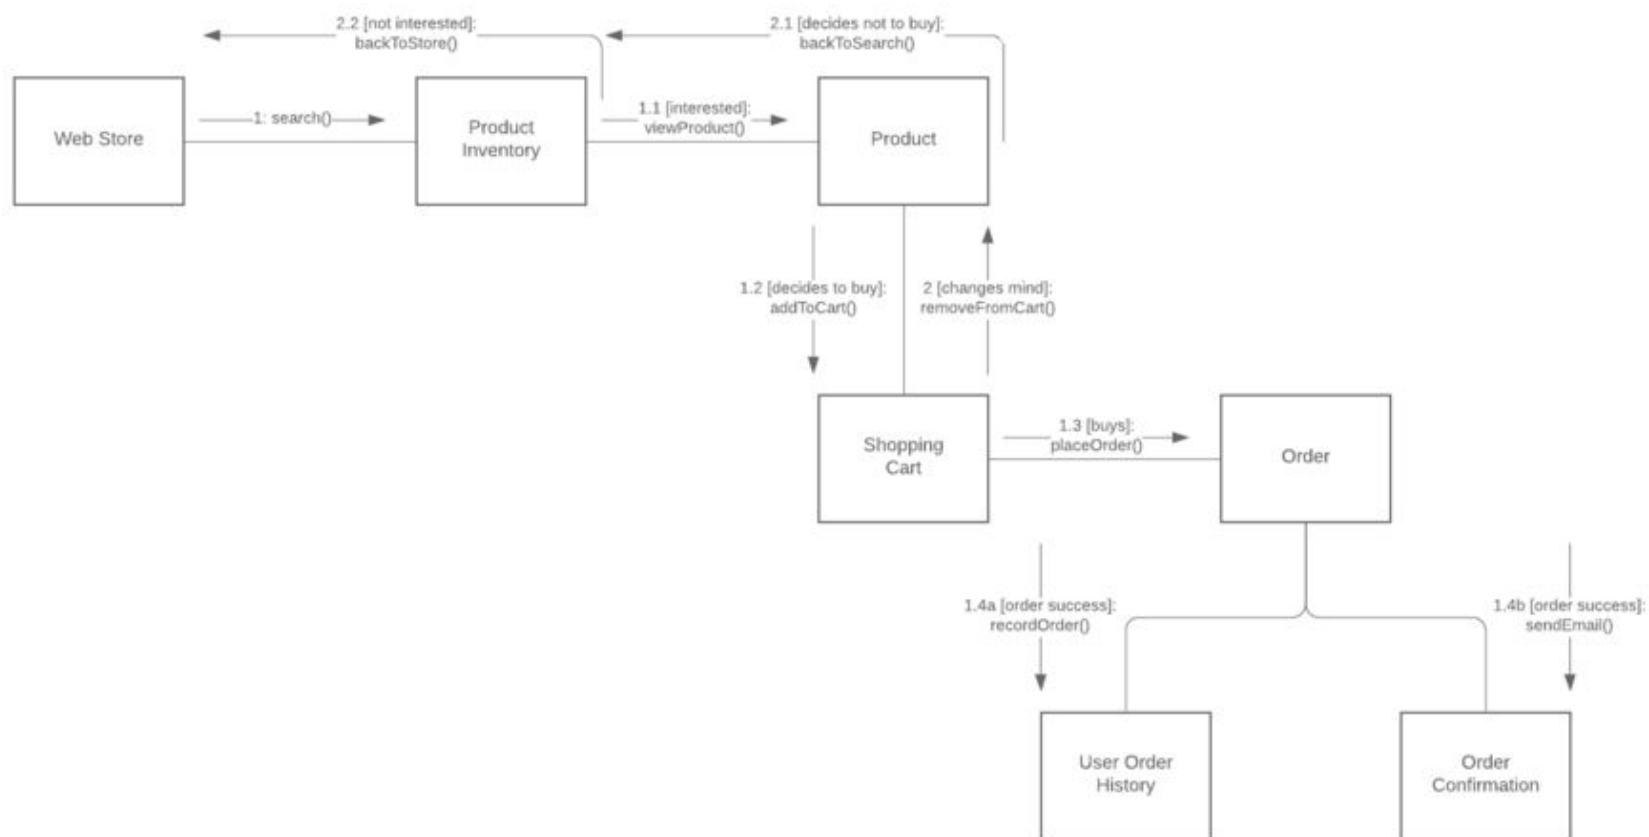 2.2 [not interested]:
backToStore()
2.1 [decides not to buy]:
backToSearch()
Web Store
1: search()
Product
Inventory
1.1 [interested]:
viewProduct()
Product
1.2 [decides to buy]:
addToCart()
2 [changes mind]:
removeFromCart()
Shopping
Cart
1.3 [buys]:
placeOrder()
Order
1.4a [order success]:
recordOrder()
1.4b [order success]:
sendEmail()
User Order
History
Order
Confirmation